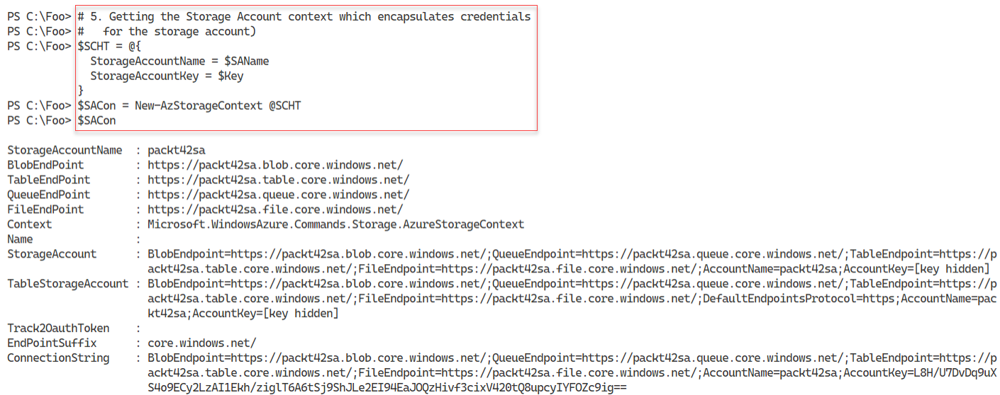 PS C:\Foo> # 5. Getting the Storage Account context which encapsulates credentials
PS C:\Foo> #   for the storage account)
PS C:\Foo> $SCHT = @{
  StorageAccountName = $SAName
  StorageAccountKey = $Key
}
PS C:\Foo> $SACon = New-AzStorageContext @SCHT
PS C:\Foo> $SACon
StorageAccountName  : packt42sa
BlobEndPoint        : https://packt42sa.blob.core.windows.net/
TableEndPoint       : https://packt42sa.table.core.windows.net/
QueueEndPoint       : https://packt42sa.queue.core.windows.net/
FileEndPoint        : https://packt42sa.file.core.windows.net/
Context             : Microsoft.WindowsAzure.Commands.Storage.AzureStorageContext
Name                :
StorageAccount      : BlobEndpoint=https://packt42sa.blob.core.windows.net/;QueueEndpoint=https://packt42sa.queue.core.windows.net/;TableEndpoint=https://p
ackt42sa.table.core.windows.net/;FileEndpoint=https://packt42sa.file.core.windows.net/;AccountName=packt42sa;AccountKey=[key hidden]
TableStorageAccount : BlobEndpoint=https://packt42sa.blob.core.windows.net/;QueueEndpoint=https://packt42sa.queue.core.windows.net/;TableEndpoint=https://p
ackt42sa.table.core.windows.net/;FileEndpoint=https://packt42sa.file.core.windows.net/;DefaultEndpointsProtocol=https;AccountName=pac
kt42sa;AccountKey=[key hidden]
Track2OauthToken    :
EndPointSuffix      : core.windows.net/
ConnectionString    : BlobEndpoint=https://packt42sa.blob.core.windows.net/;QueueEndpoint=https://packt42sa.queue.core.windows.net/;TableEndpoint=https://p
ackt42sa.table.core.windows.net/;FileEndpoint=https://packt42sa.file.core.windows.net/;AccountName=packt42sa;AccountKey=L8H/U7DvDq9uX
S4o9ECy2LzAI1Ekh/ziglT6A6tSj9ShJLe2EI94EaJOQzHivf3cixV420tQ8upcyIYFOZc9ig==